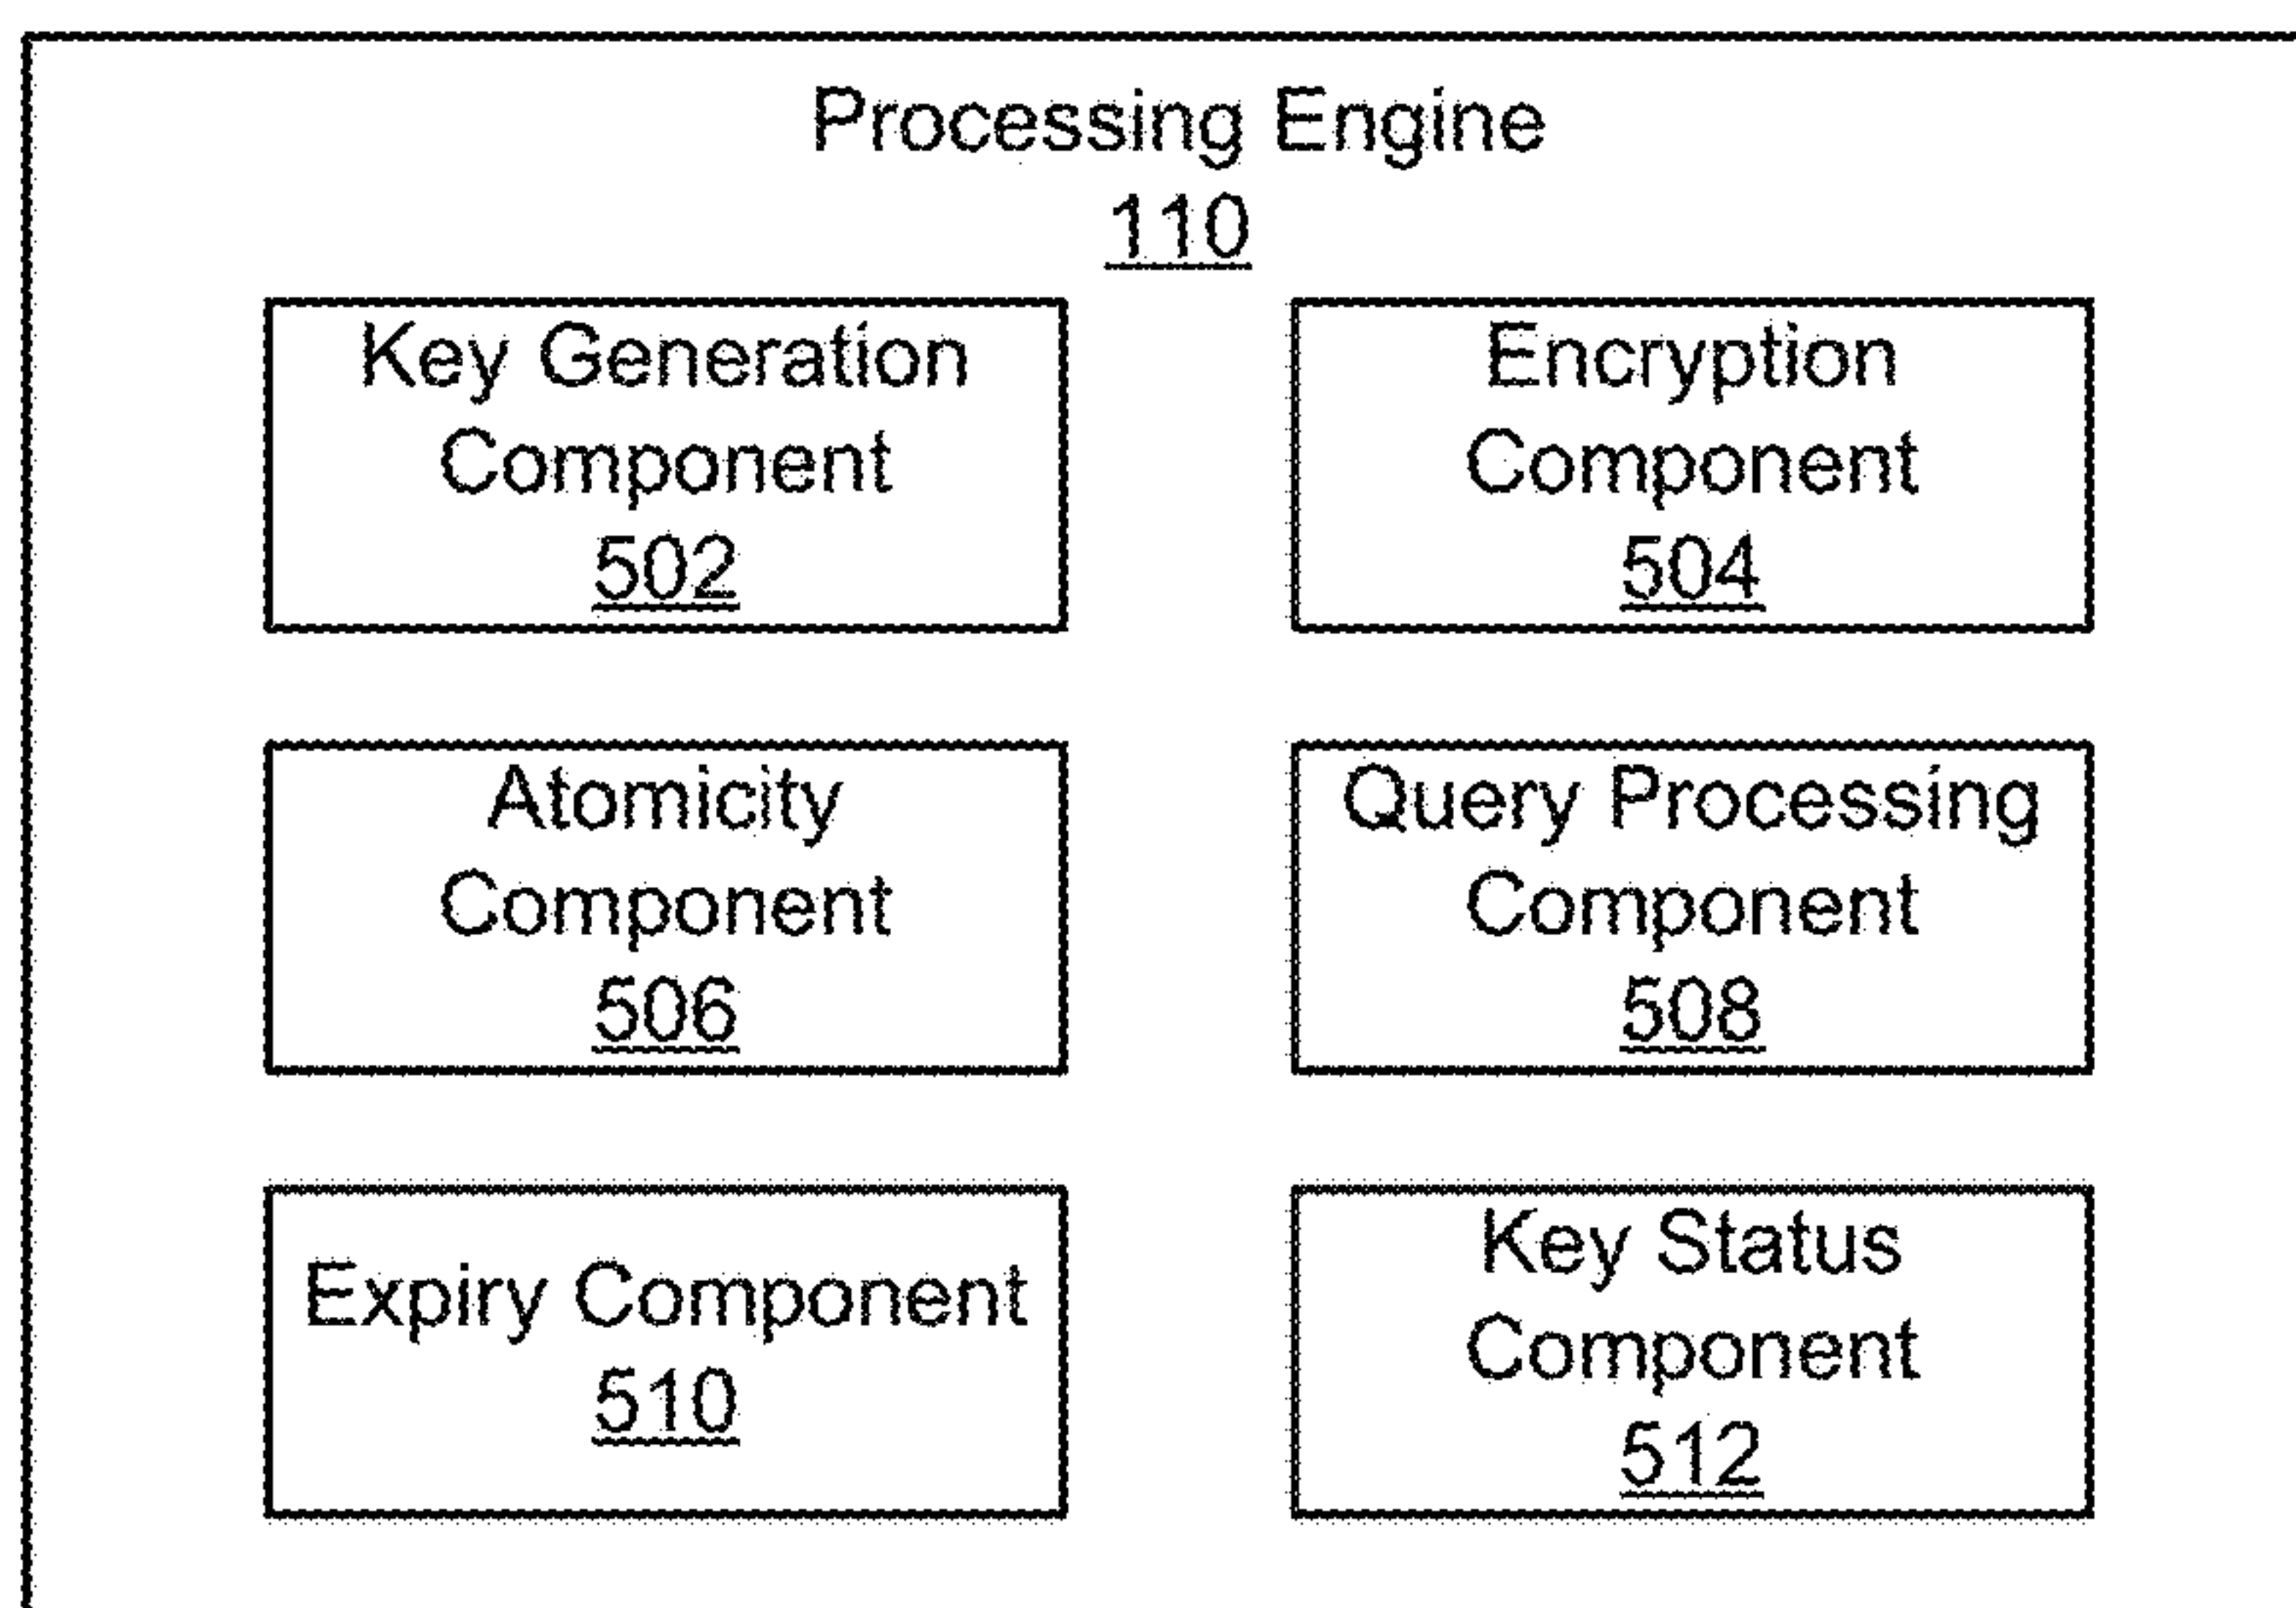 Processing Engine
110
Key Generation
Component
502
Encryption
Component
504
Atomicity
Component
506
Query Processing
Component
508
Expiry Component
510
Key Status
Component
512